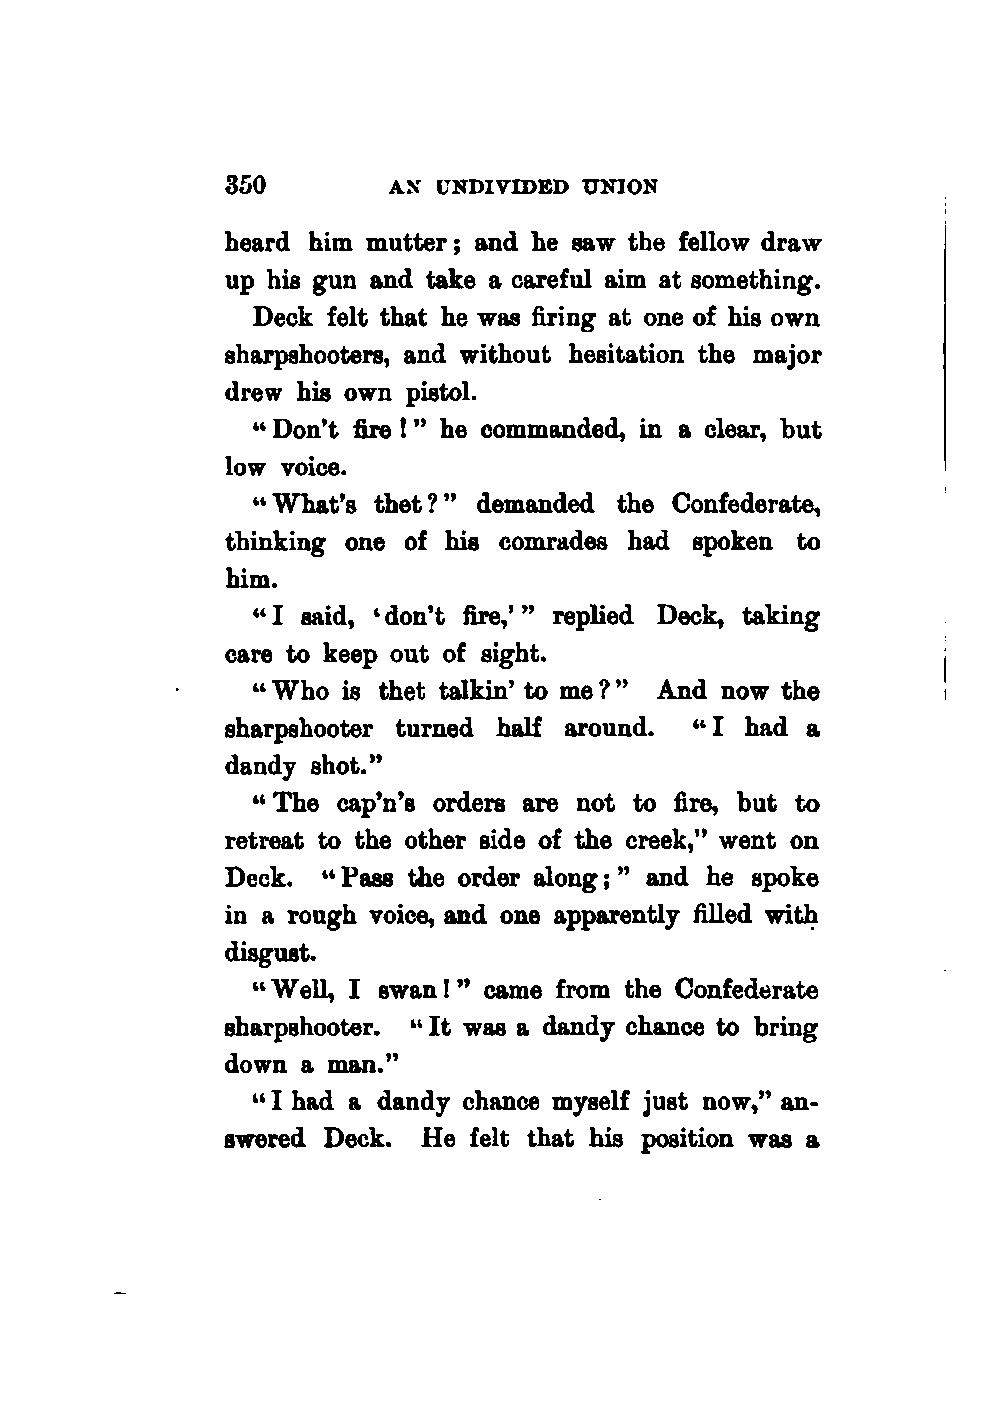 350 AN UNDIVIDED UNION
heard him mutter; and he saw the fellow draw
up his gun and take a careful aim at something.
Deck felt that he was firing at one of his own
sharpshooters, and without hesitation the major
drew his own pistol.
“Don’t fire!” he commanded, in a clear, but
low voice.
“What’s thet?” demanded the Confederate,
thinking one of his comrades had spoken to
him.
“I said, ‘don’t fire,’” replied Deck, taking
care to keep out of sight.
“Who is thet talkin’ to me?” And now the
sharpshooter turned half around. “I had a
dandy shot.”
“The cap’n’s orders are not to fire, but to
retreat to the other side of the creek,” went on
Deck. “Pass the order along;” and he spoke
in a rough voice, and one apparently filled with
disgust.
“Well, I swan!” came from the Confederate
sharpshooter. “It was a dandy chance to bring
down a man.”
“I had a dandy chance myself just now,” an-
swered Deck. He felt that his position was a